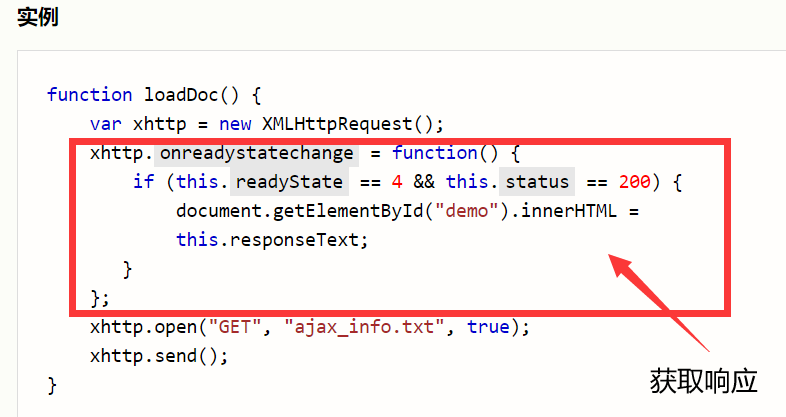 实例
function loadDoc() {
var xhttp = new XMLHttpRequest();
xhttp. onreadystatechange = function() {
if (this. readyState == 4 && this. status == 200) {
document.getElementById("demo").innerHTML =
this.responseText;
}
};
xhttp.open("GET", "ajax_info.txt", true);
xhttp.send();
}
获取响应